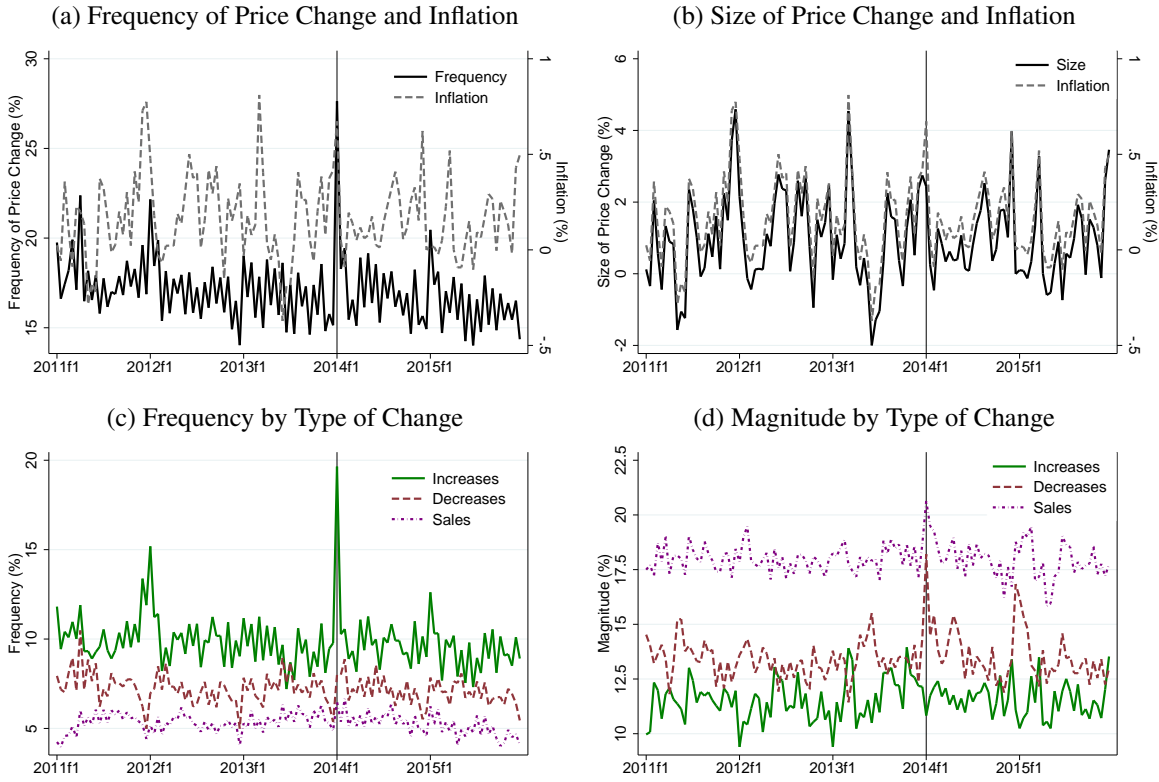 (a) Frequency of Price Change and Inflation
Frequency of Price Change (%)
30
25
20
15
1
.5
0
-.5
Inflation (%)
Frequency
Inflation
2011f1 2012f1 2013f1 2014f1 2015f1
(b) Size of Price Change and Inflation
Size of Price Change (%)
6
4
2
0
-2
1
.5
0
-.5
Inflation (%)
Size
Inflation
2011f1 2012f1 2013f1 2014f1 2015f1
(c) Frequency by Type of Change
Frequency (%)
20
15
10
5
Increases
Decreases
Sales
2011f1 2012f1 2013f1 2014f1 2015f1
(d) Magnitude by Type of Change
Magnitude (%)
22.5
20
17.5
15
12.5
10
Increases
Decreases
Sales
2011f1 2012f1 2013f1 2014f1 2015f1